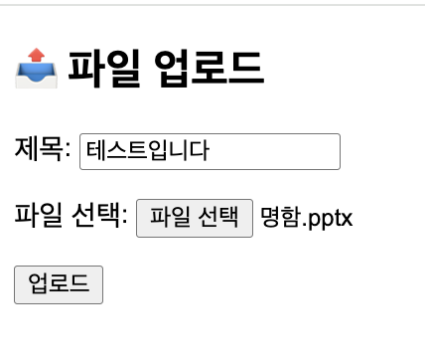 📤 파일 업로드
제목: 테스트입니다
파일 선택: 파일 선택 명함.pptx
업로드